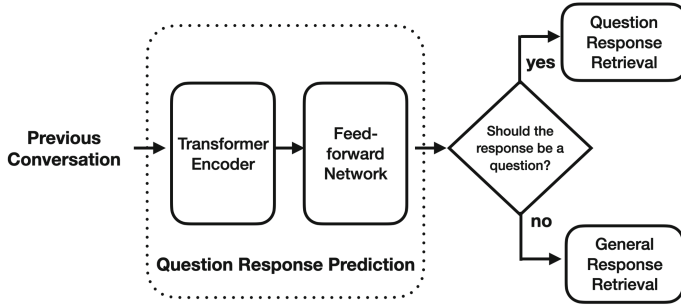 Previous
Conversation
Transformer
Encoder
Feed-
forward
Network
Question Response Prediction
Should the
response be a
question?
yes
Question
Response
Retrieval
no
General
Response
Retrieval